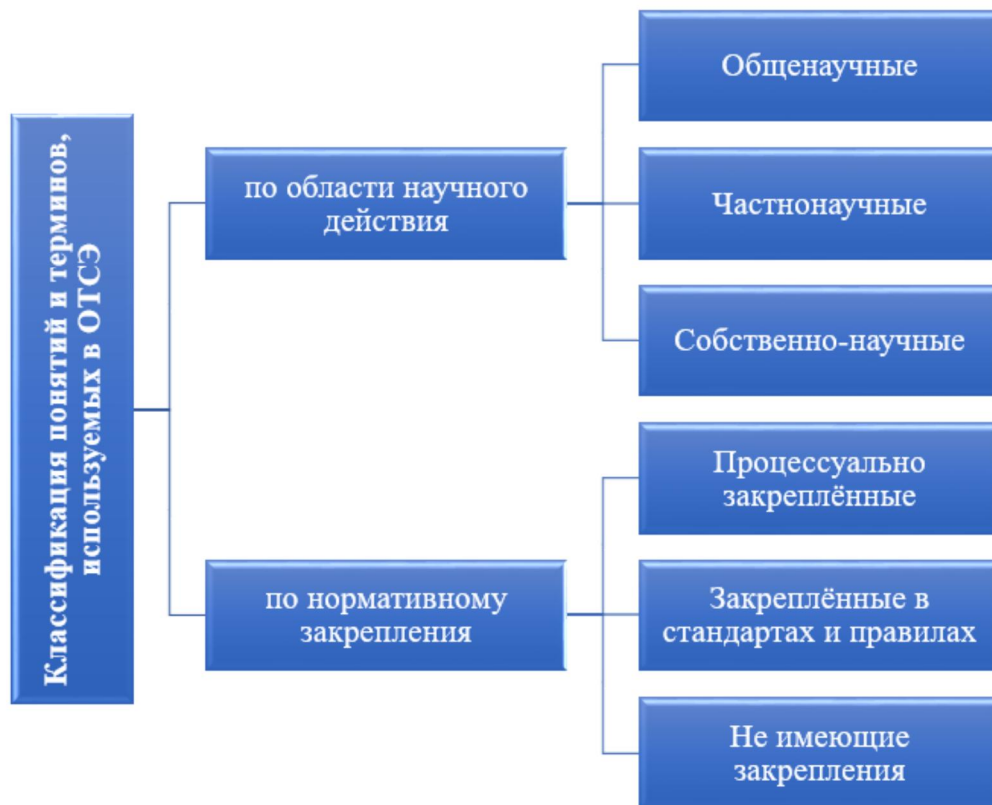 Классификация понятий и терминов,
используемых в ОТСЭ
по области научного
действия
Общенаучные
Частнонаучные
Собственно-научные
по нормативному
закрепления
Процессуально
закреплённые
Закреплённые в
стандартах и правилах
Не имеющие
закрепления